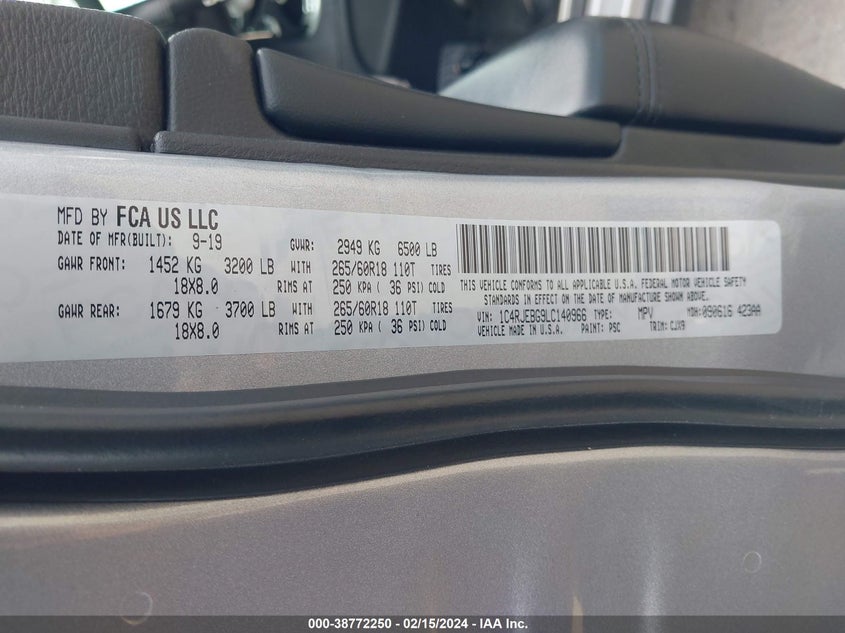 MFD BY FCA US LLC
DATE OF MFR(BUILT): 9-19 GVWR: 2949 KG 6500 LB
GAWR FRONT: 1452 KG 3200 LB WITH 265/60R18 110T TIRES
18X8.0 RIMS AT 250 KPA ( 36 PSI) COLD
GAWR REAR: 1679 KG 3700 LB WITH 265/60R18 110T TIRES
18X8.0 RIMS AT 250 KPA ( 36 PSI) COLD
THIS VEHICLE CONFORMS TO ALL APPLICABLE U.S.A. FEDERAL MOTOR VEHICLE SAFETY
STANDARDS IN EFFECT ON THE DATE OF MANUFACTURE SHOWN ABOVE.
VIN: 1C4RJEBG9LC140966 TYPE: MPV MDH: 090616 423AA
VEHICLE MADE IN U.S.A. PAINT: PSC TRIM: CJX9
000-38772250 - 02/15/2024 - IAA Inc.